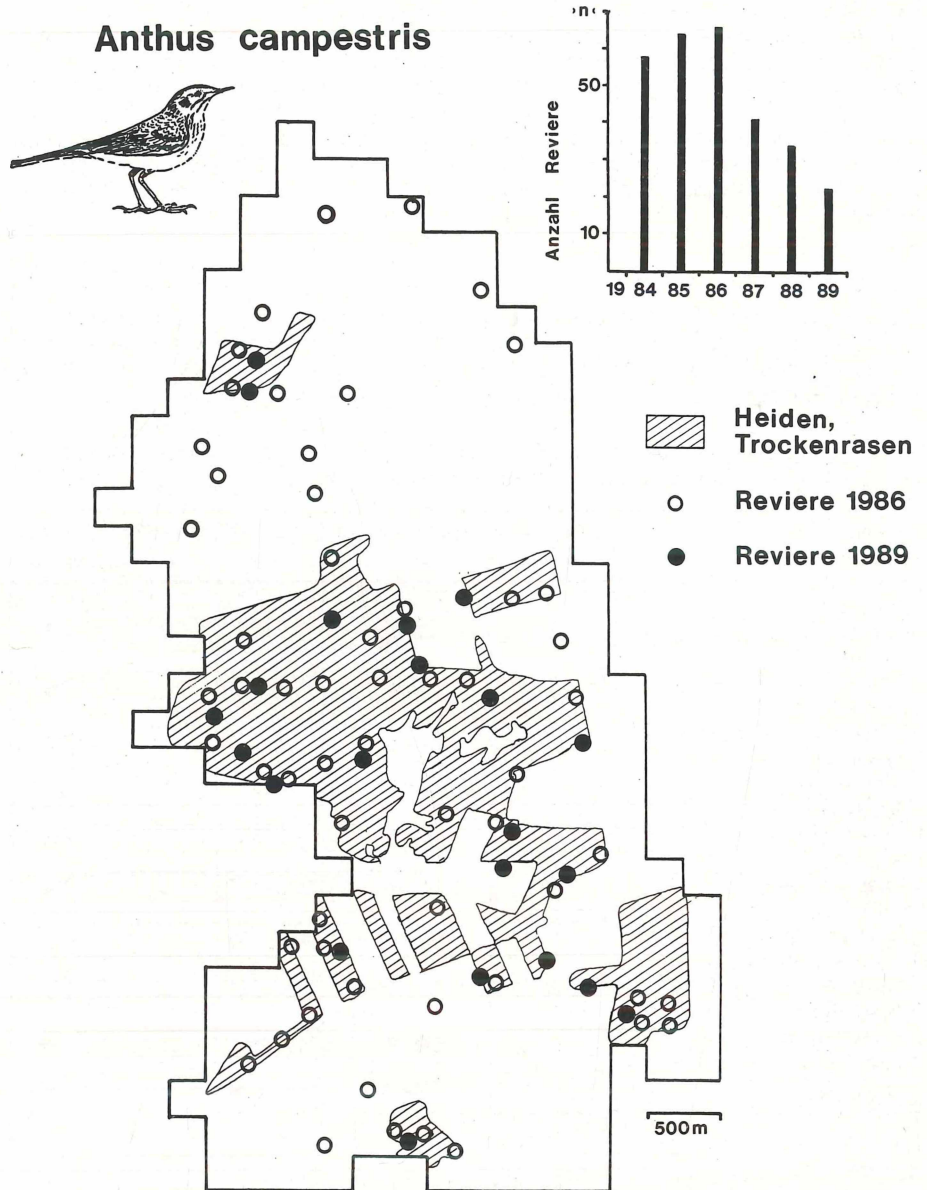 Anthus campestris
›n‹
50
10
Anzahl Reviere
19 84 85 86 87 88 89
Heiden,
Trockenrasen
Reviere 1986
Reviere 1989
500m